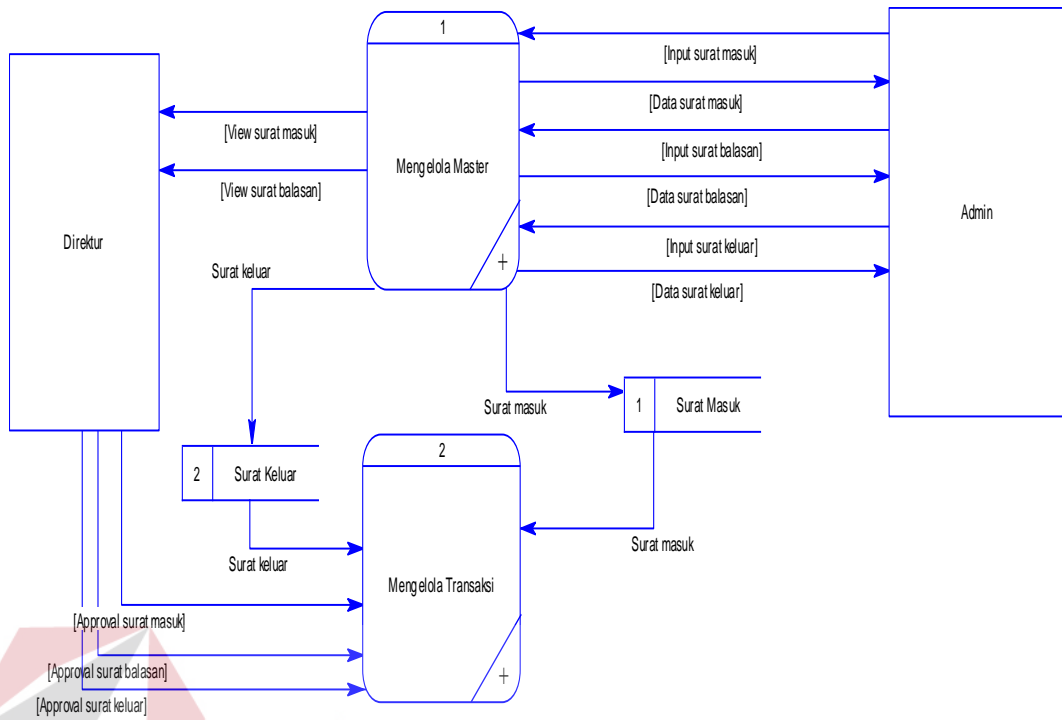 1
[Input surat masuk]
[Data surat masuk]
[View surat masuk]
[Input surat balasan]
Mengelola Master
[View surat balasan]
[Data surat balasan]
Admin
Direktur
[Input surat keluar]
+
Surat keluar
[Data surat keluar]
Surat masuk
1
Surat Masuk
2
2
Surat Keluar
Surat masuk
Surat keluar
Mengelola Transaksi
[Approval surat masuk]
[Approval surat balasan]
+
[Approval surat keluar]